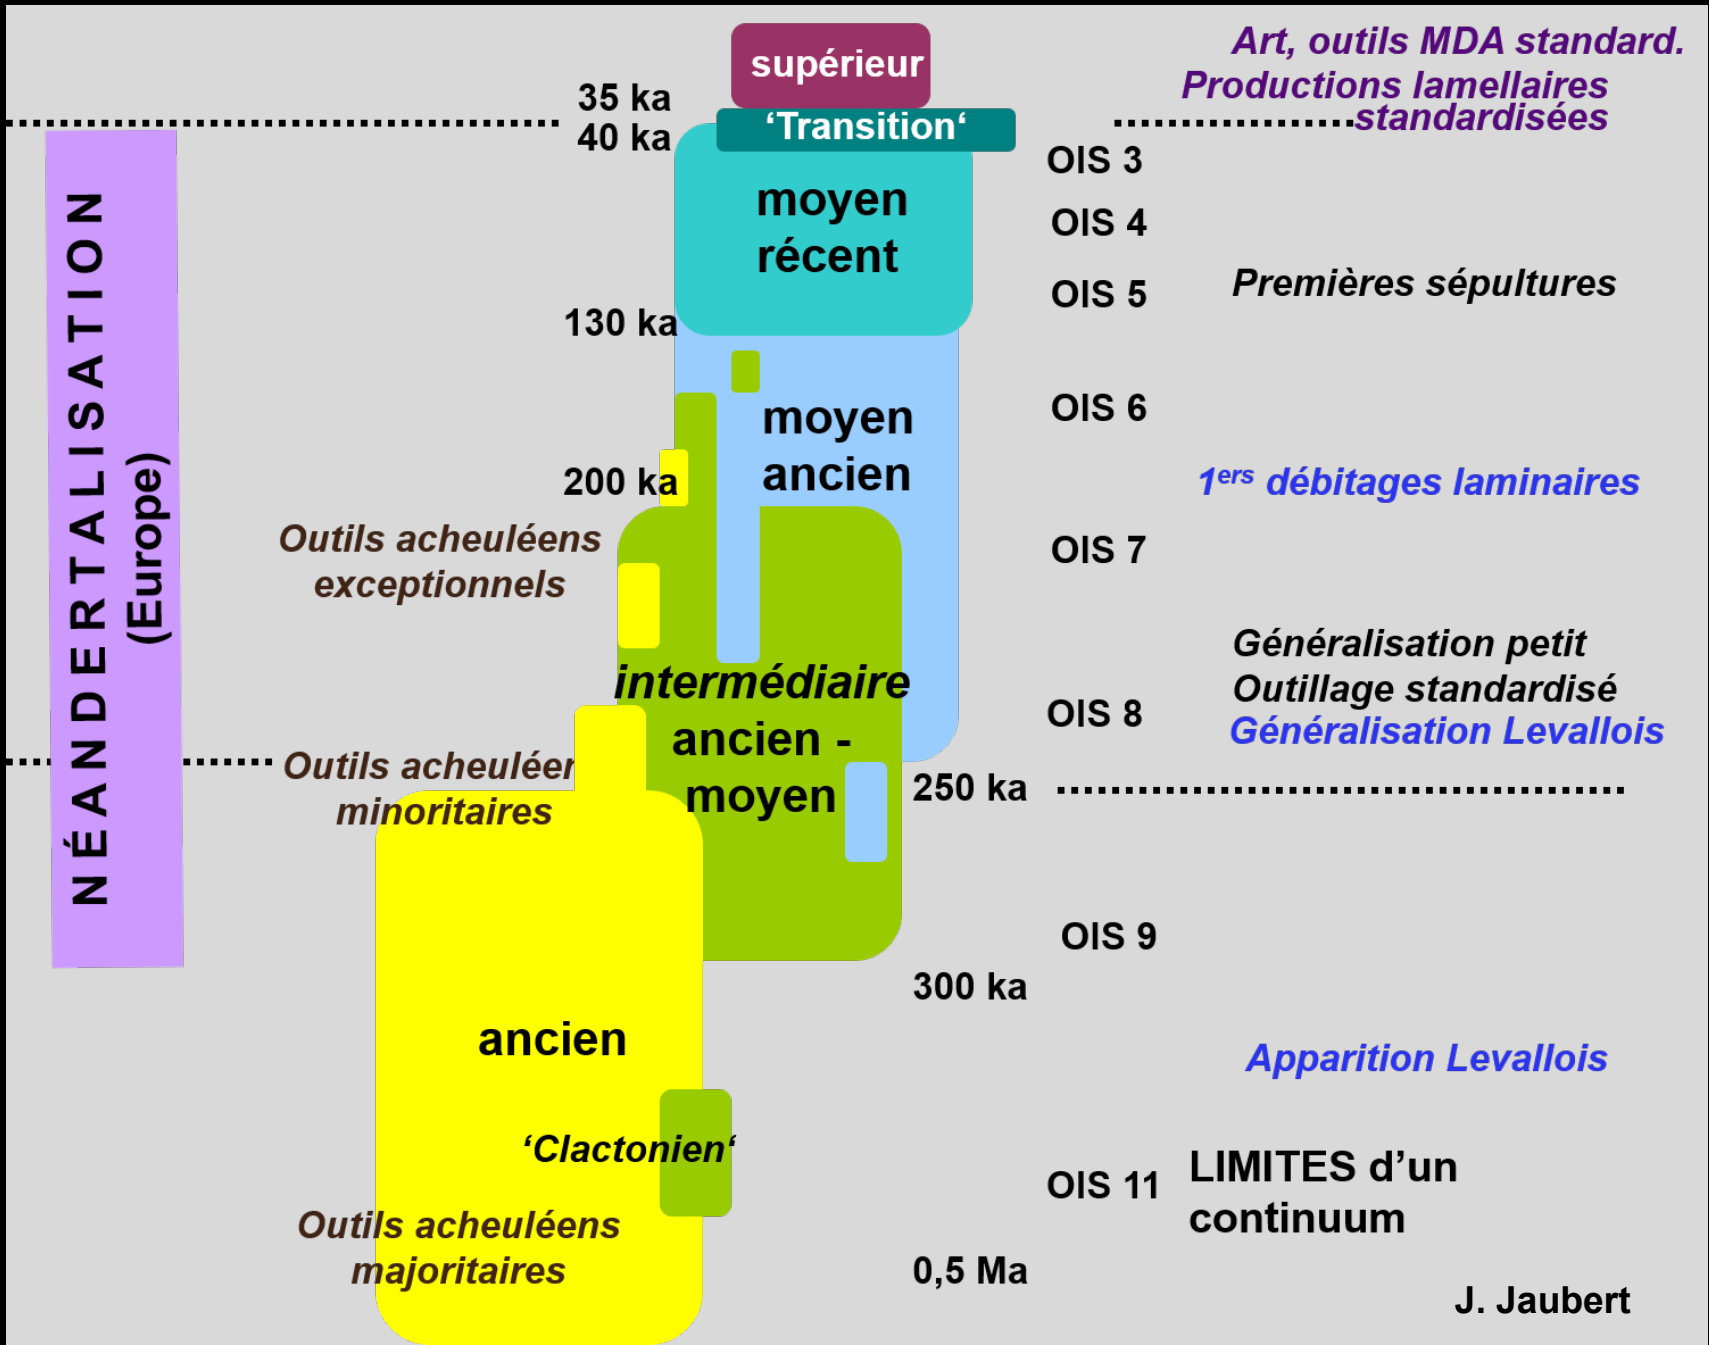 Art, outils MDA standard.
supérieur
Productions lamellaires
35 ka
standardisées
‘Transition‘
40 ka
OIS 3
moyen
récent
OIS 4
Premières sépultures
OIS 5
130 ka
NÉANDERTALISATION
(Europe)
OIS 6
moyen
ancien
200 ka
1ers débitages laminaires
Outils acheuléens
exceptionnels
OIS 7
Généralisation petit
Outillage standardisé
Généralisation Levallois
intermédiaire
ancien -
moyen
OIS 8
Outils acheuléen
minoritaires
250 ka
OIS 9
300 ka
ancien
Apparition Levallois
‘Clactonien‘
OIS 11
LIMITES d’un
continuum
Outils acheuléens
majoritaires
0,5 Ma
J. Jaubert